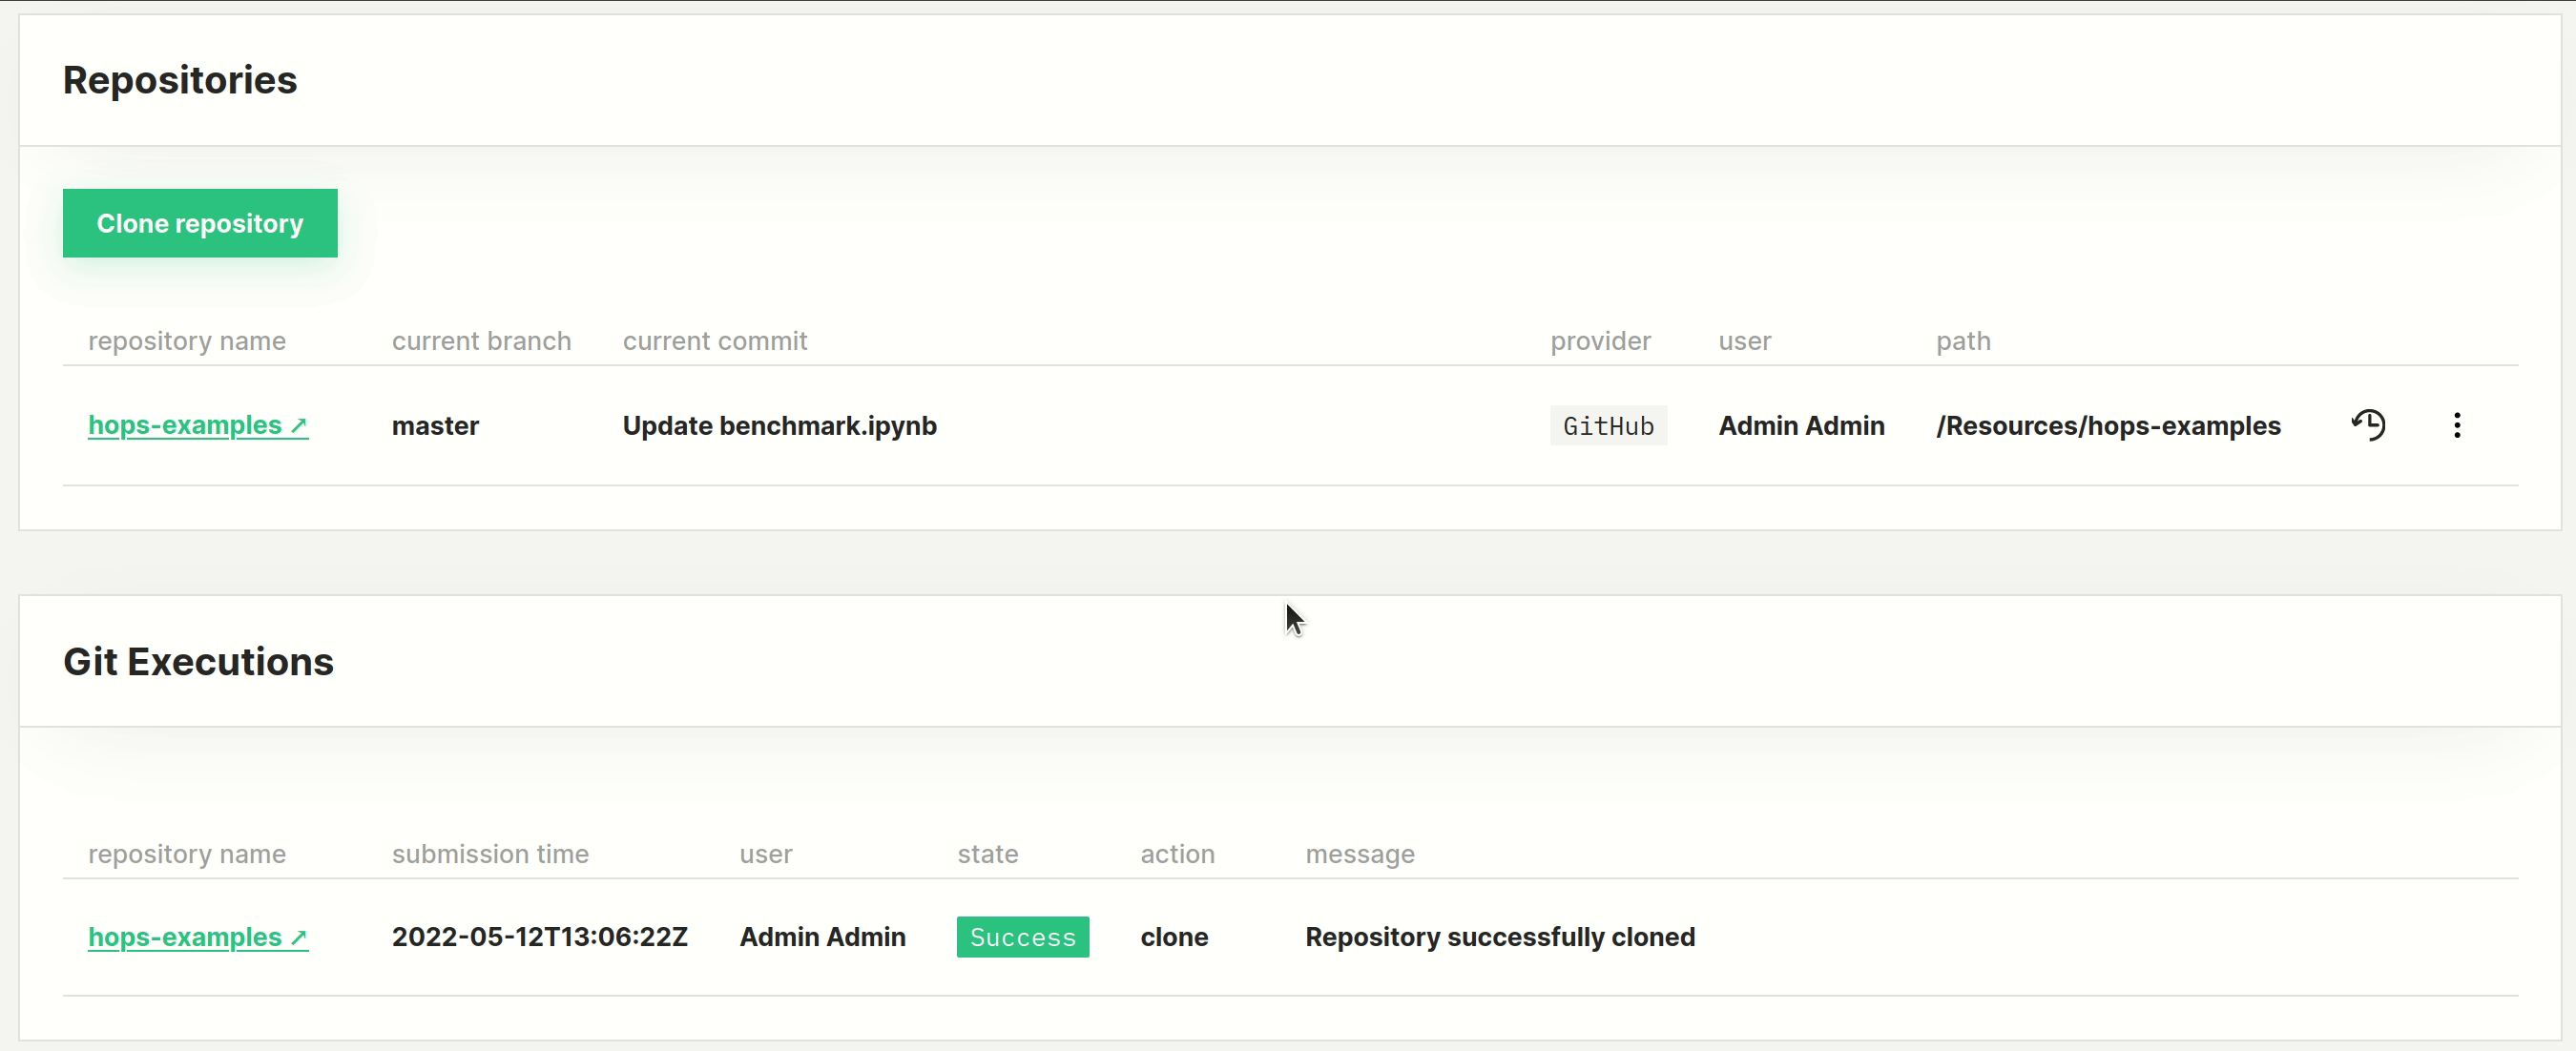 Repositories
Clone repository
repository name current branch current commit provider user path
hops-examples ↗ master Update benchmark.ipynb GitHub Admin Admin /Resources/hops-examples
Git Executions
repository name submission time user state action message
hops-examples ↗ 2022-05-12T13:06:22Z Admin Admin Success clone Repository successfully cloned